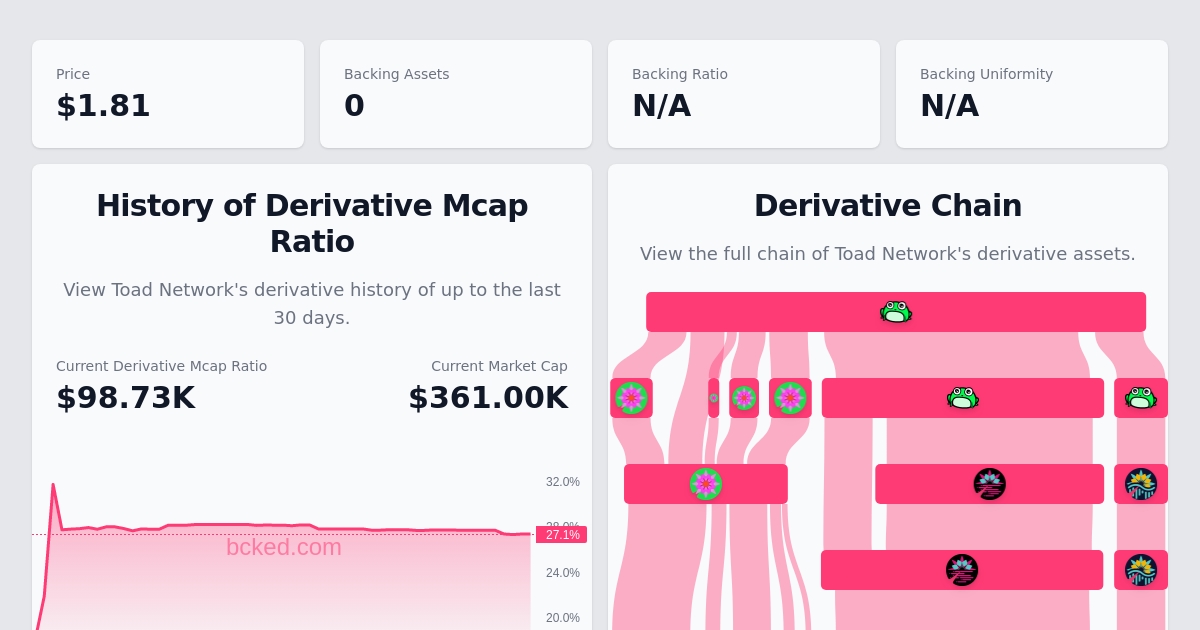 Price
$1.81
Backing Assets
0
Backing Ratio
N/A
Backing Uniformity
N/A
History of Derivative Mcap
Ratio
View Toad Network's derivative history of up to the last
30 days.
Current Derivative Mcap Ratio
$98.73K
Current Market Cap
$361.00K
32.0%
27.1%
24.0%
20.0%
bcked.com
Derivative Chain
View the full chain of Toad Network's derivative assets.